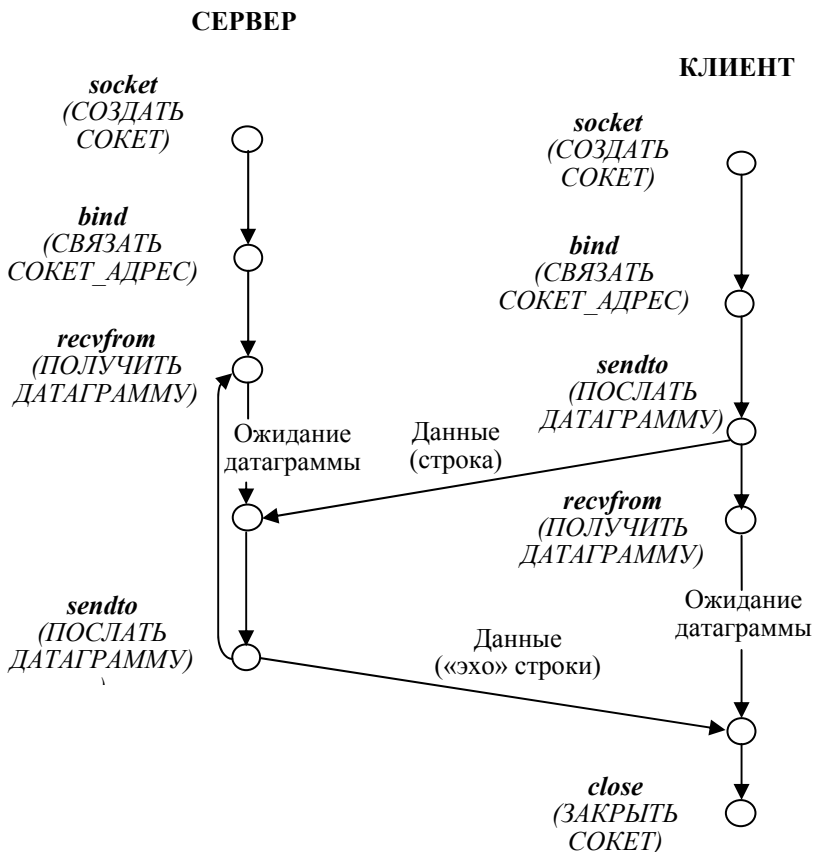 СЕРВЕР
socket
(СОЗДАТЬ
СОКЕТ)
bind
(СВЯЗАТЬ
СОКЕТ_АДРЕС)
recvfrom
(ПОЛУЧИТЬ
ДАТАГРАММУ)
Ожидание
датаграммы
sendto
(ПОСЛАТЬ
ДАТАГРАММУ)
Данные
(строка)
Данные
(«эхо» строки)
КЛИЕНТ
socket
(СОЗДАТЬ
СОКЕТ)
bind
(СВЯЗАТЬ
СОКЕТ_АДРЕС)
sendto
(ПОСЛАТЬ
ДАТАГРАММУ)
recvfrom
(ПОЛУЧИТЬ
ДАТАГРАММУ)
Ожидание
датаграммы
close
(ЗАКРЫТЬ
СОКЕТ)